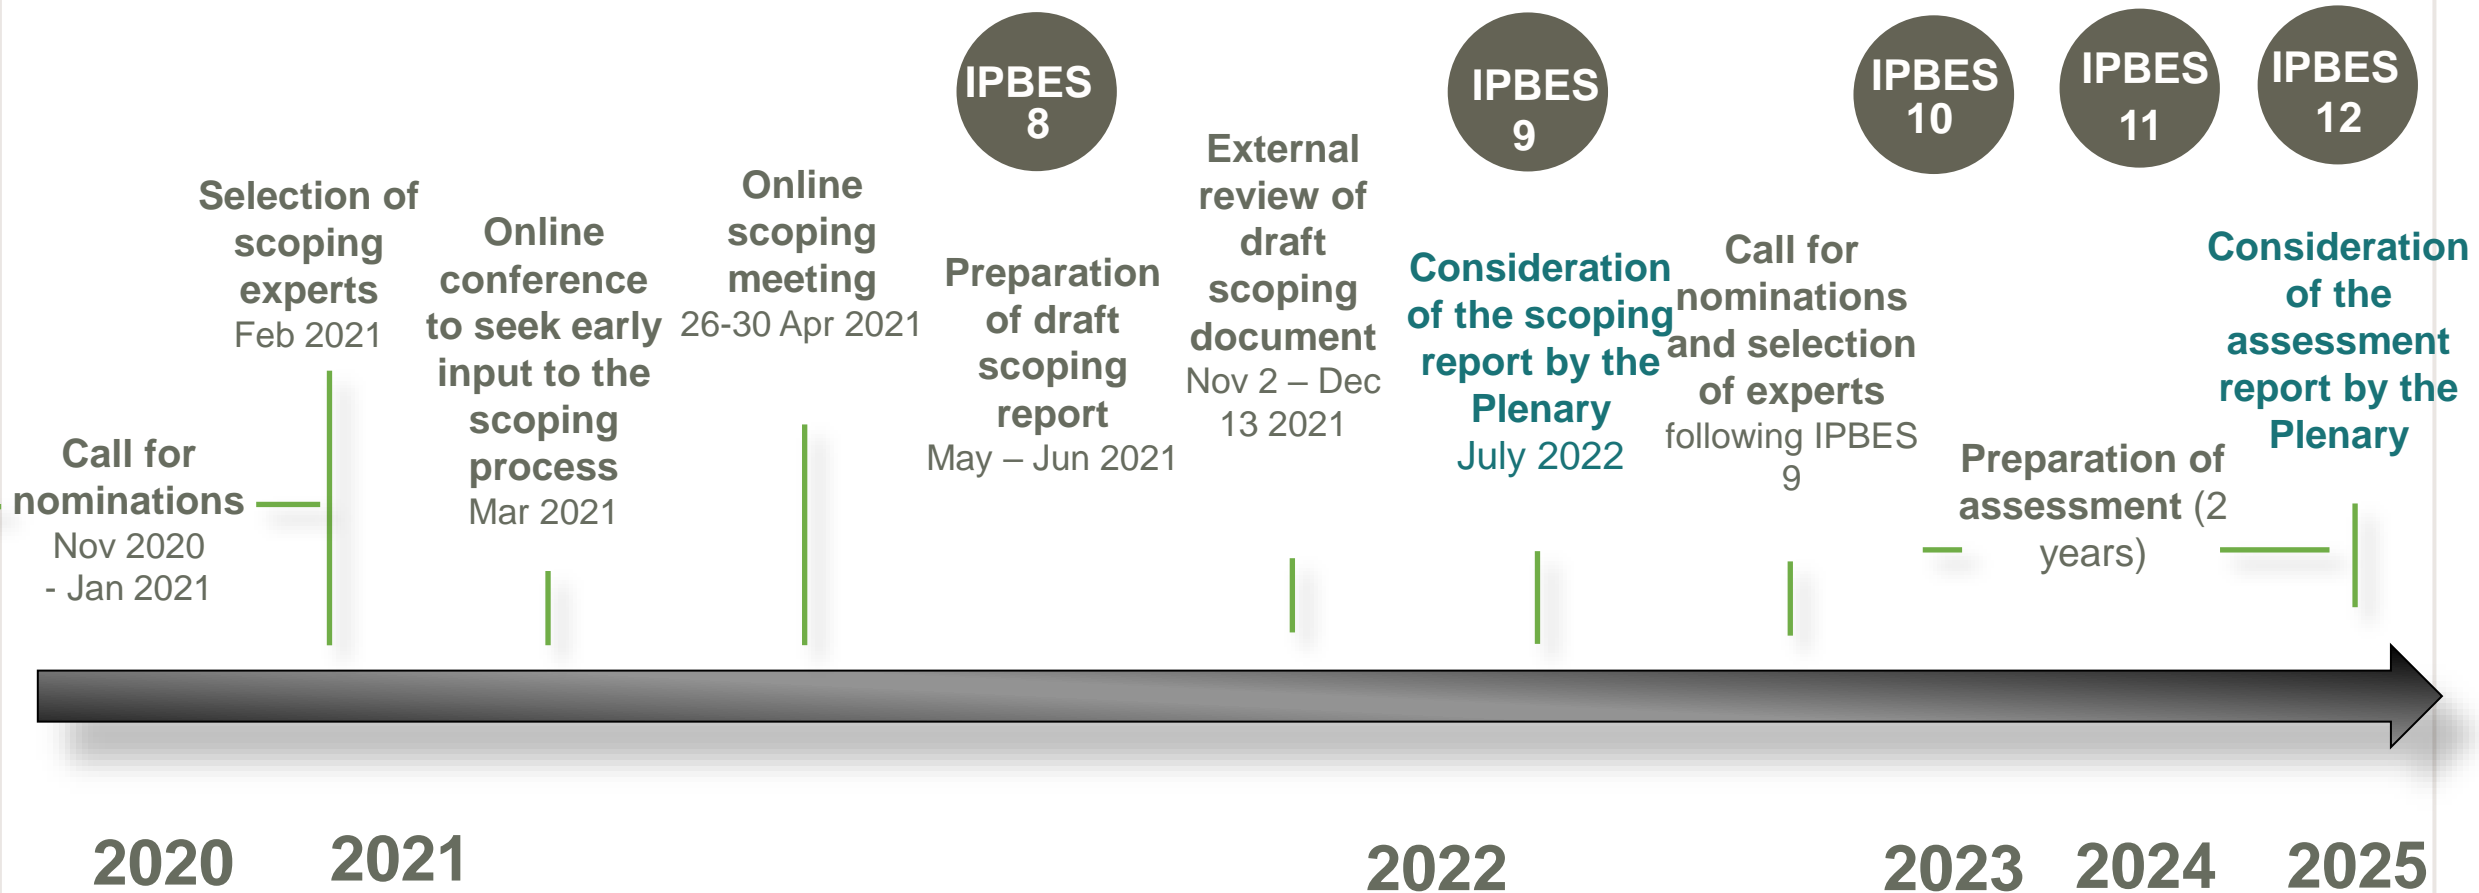 Call for
nominations
Nov 2020
- Jan 2021
Selection of
scoping
experts
Feb 2021
Online
conference
to seek early
input to the
scoping
process
Mar 2021
Online
scoping
meeting
26-30 Apr 2021
IPBES
8
Preparation
of draft
scoping
report
May – Jun 2021
External
review of
draft
scoping
document
Nov 2 – Dec
13 2021
IPBES
9
Consideration
of the scoping
report by the
Plenary
July 2022
Call for
nominations
and selection
of experts
following IPBES
9
IPBES
10
IPBES
11
Preparation of
assessment (2
years)
IPBES
12
Consideration
of the
assessment
report by the
Plenary
2020
2021
2022
2023
2024
2025